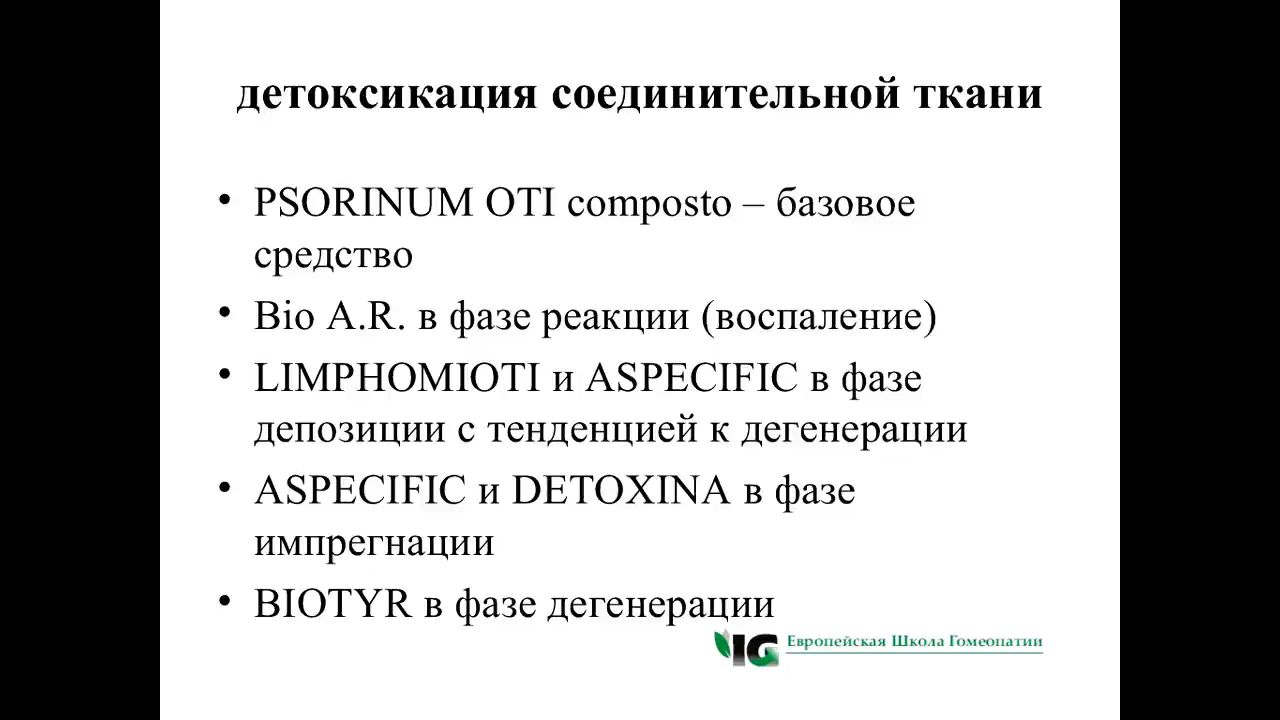 детоксикация соединительной ткани
• PSORINUM OTI composto – базовое
средство
• Bio A.R. в фазе реакции (воспаление)
• LIMPHOMIOTI и ASPECIFIC в фазе
депозиции с тенденцией к дегенерации
• ASPECIFIC и DETOXINA в фазе
импрегнации
• BIOTYR в фазе дегенерации
IG Европейская Школа Гомеопатии